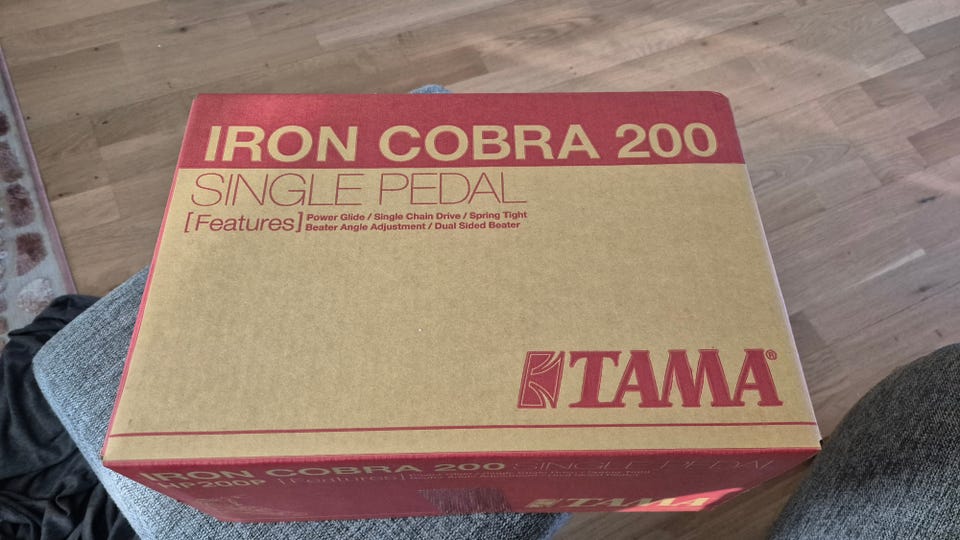 IRON COBRA 200
SINGLE PEDAL
[Features] Power Glide / Single Chain Drive / Spring Tight
Beater Angle Adjustment / Dual Sided Beater
TAMA®
IRON COBRA 200 SINGLE PEDAL
HP200P [Features]
TAMA